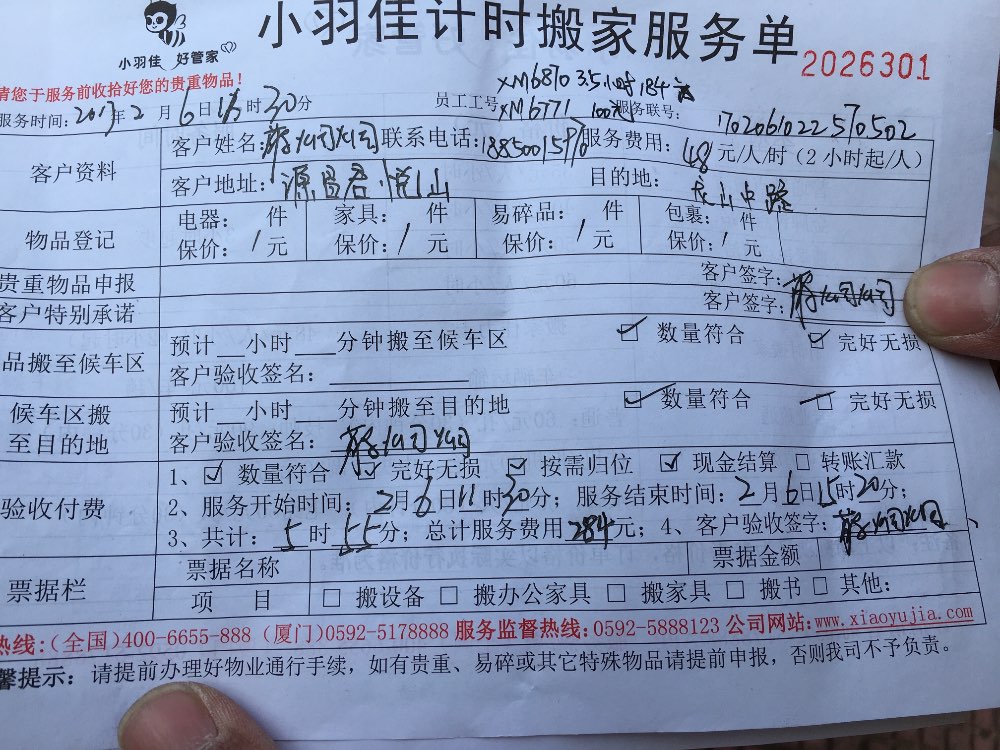 小羽佳 好管家
小羽佳计时搬家服务单 2026301
请您于服务前收拾好您的贵重物品!
服务时间: 2017年2月6日11时30分 员工工号 XM6870 3.5小时 184元
XM6771 100元 服务联号: 1702061022570502
客户资料 客户姓名: 联系电话: 服务费用: 48元/人/时(2小时起/人)
客户地址: 源昌君悦山 目的地: 中路
物品登记 电器: 件 家具: 件 易碎品: 件 包裹: 件
保价: / 元 保价: / 元 保价: / 元 保价: / 元
贵重物品申报 客户签字:
客户特别承诺 客户签字:
品搬至候车区 预计__小时___分钟搬至候车区 ☑ 数量符合 ☑ 完好无损
客户验收签名:
候车区搬至目的地 预计__小时___分钟搬至目的地 ☑ 数量符合 ☑ 完好无损
客户验收签名:
验收付费 1、☑ 数量符合 ☑ 完好无损 ☑ 按需归位 ☑ 现金结算 □ 转账汇款
2、服务开始时间: 2月6日11时30分; 服务结束时间: 2月6日15时20分;
3、共计: 5时55分; 总计服务费用284元; 4、客户验收签字:
票据栏 票据名称 票据金额
项 目 □ 搬设备 □ 搬办公家具 □ 搬家具 □ 搬书 □ 其他:
热线:(全国)400-6655-888 (厦门)0592-5178888 服务监督热线:0592-5888123 公司网站:www.xiaoyujia.com
馨提示: 请提前办理好物业通行手续,如有贵重、易碎或其它特殊物品请提前申报,否则我司不予负责。